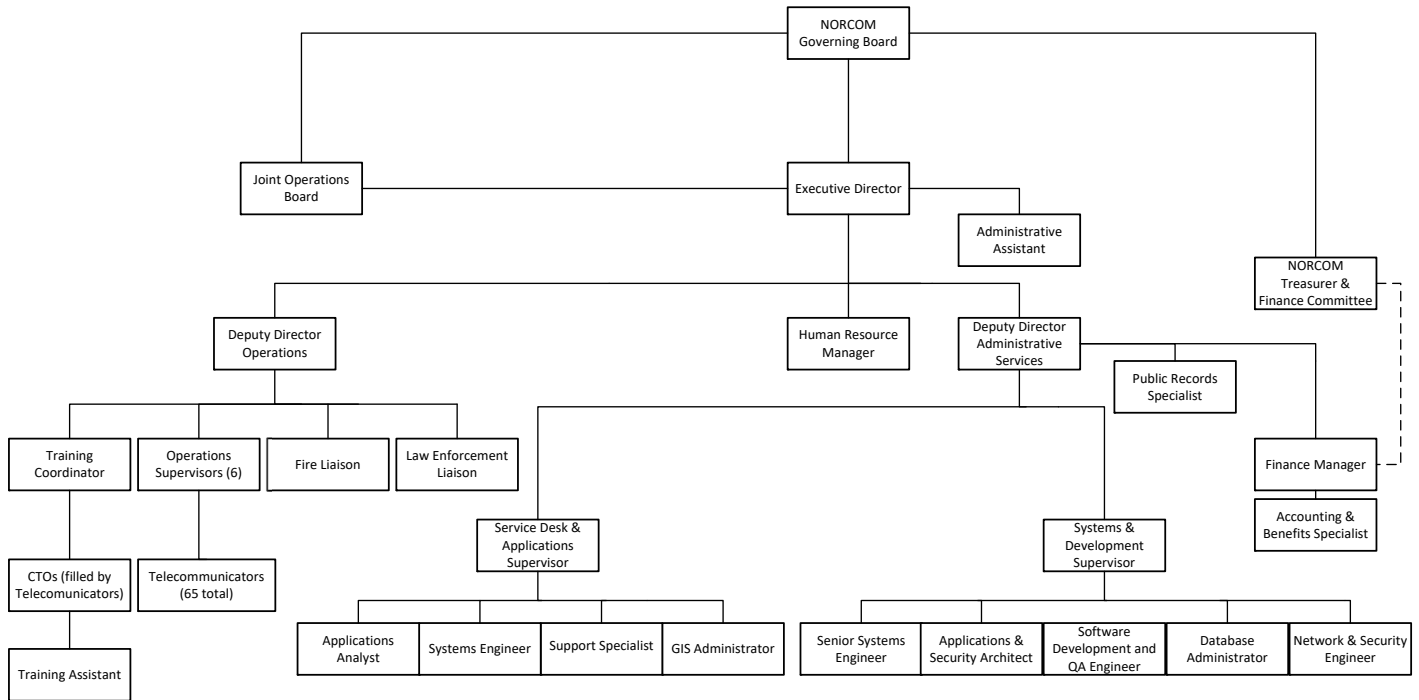 NORCOM
Governing Board
Joint Operations
Board
Executive Director
Administrative
Assistant
NORCOM
Treasurer &
Finance Committee
Deputy Director
Operations
Human Resource
Manager
Deputy Director
Administrative
Services
Public Records
Specialist
Training
Coordinator
Operations
Supervisors (6)
Fire Liaison
Law Enforcement
Liaison
Finance Manager
Accounting &
Benefits Specialist
Service Desk &
Applications
Supervisor
Systems &
Development
Supervisor
CTOs (filled by
Telecomunicators)
Telecommunicators
(65 total)
Training Assistant
Applications
Analyst
Systems Engineer
Support Specialist
GIS Administrator
Senior Systems
Engineer
Applications &
Security Architect
Software
Development and
QA Engineer
Database
Administrator
Network & Security
Engineer